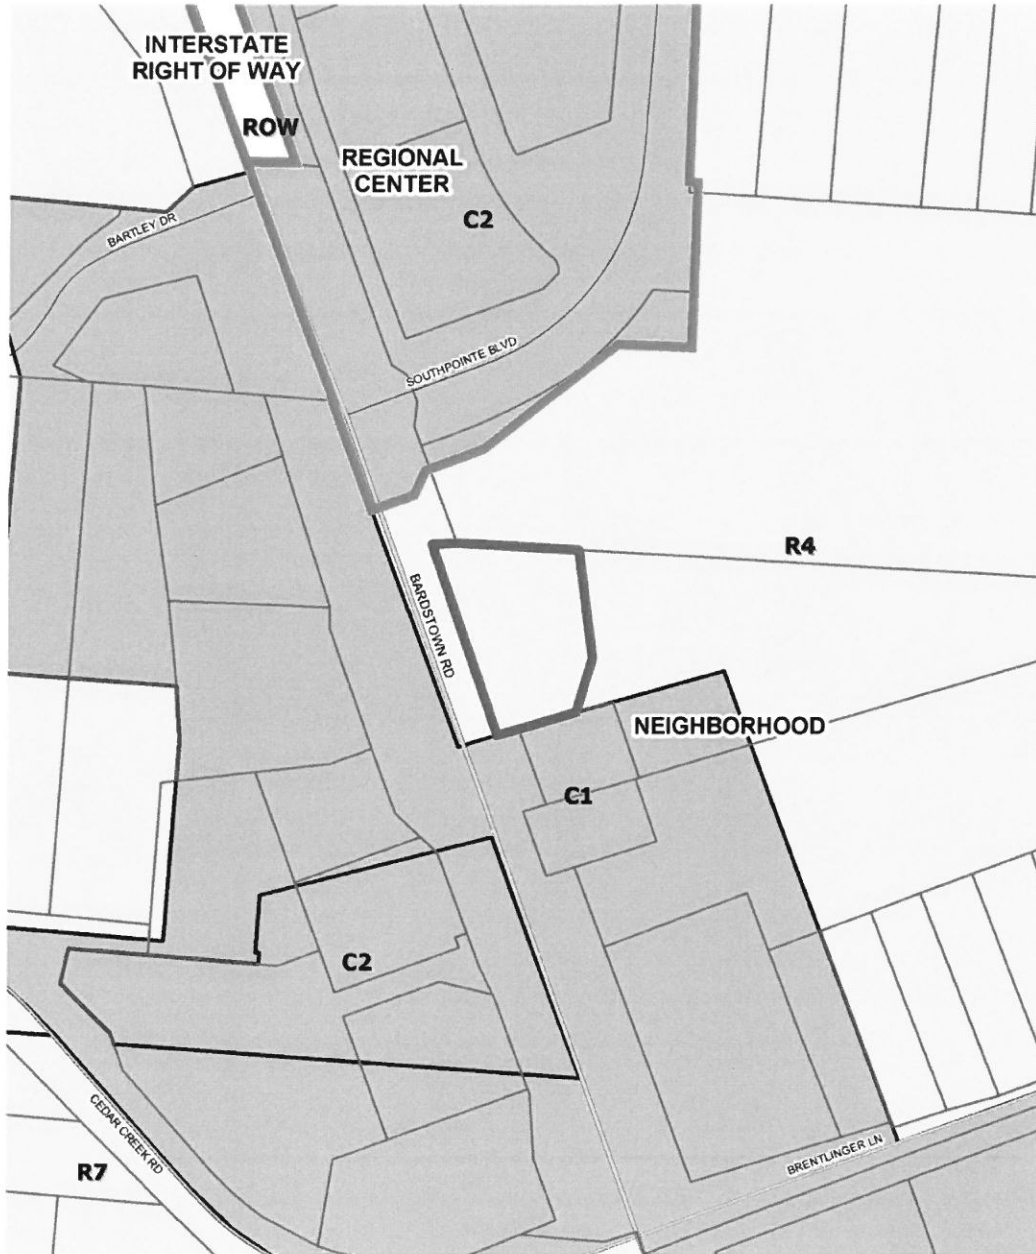 INTERSTATE
RIGHT OF WAY
ROW
REGIONAL
CENTER
C2
BARTLEY DR
SOUTHPOINTE BLVD
R4
BARDSTOWN RD
NEIGHBORHOOD
C1
C2
CEDAR CREEK RD
R7
BRENTLINGER LN